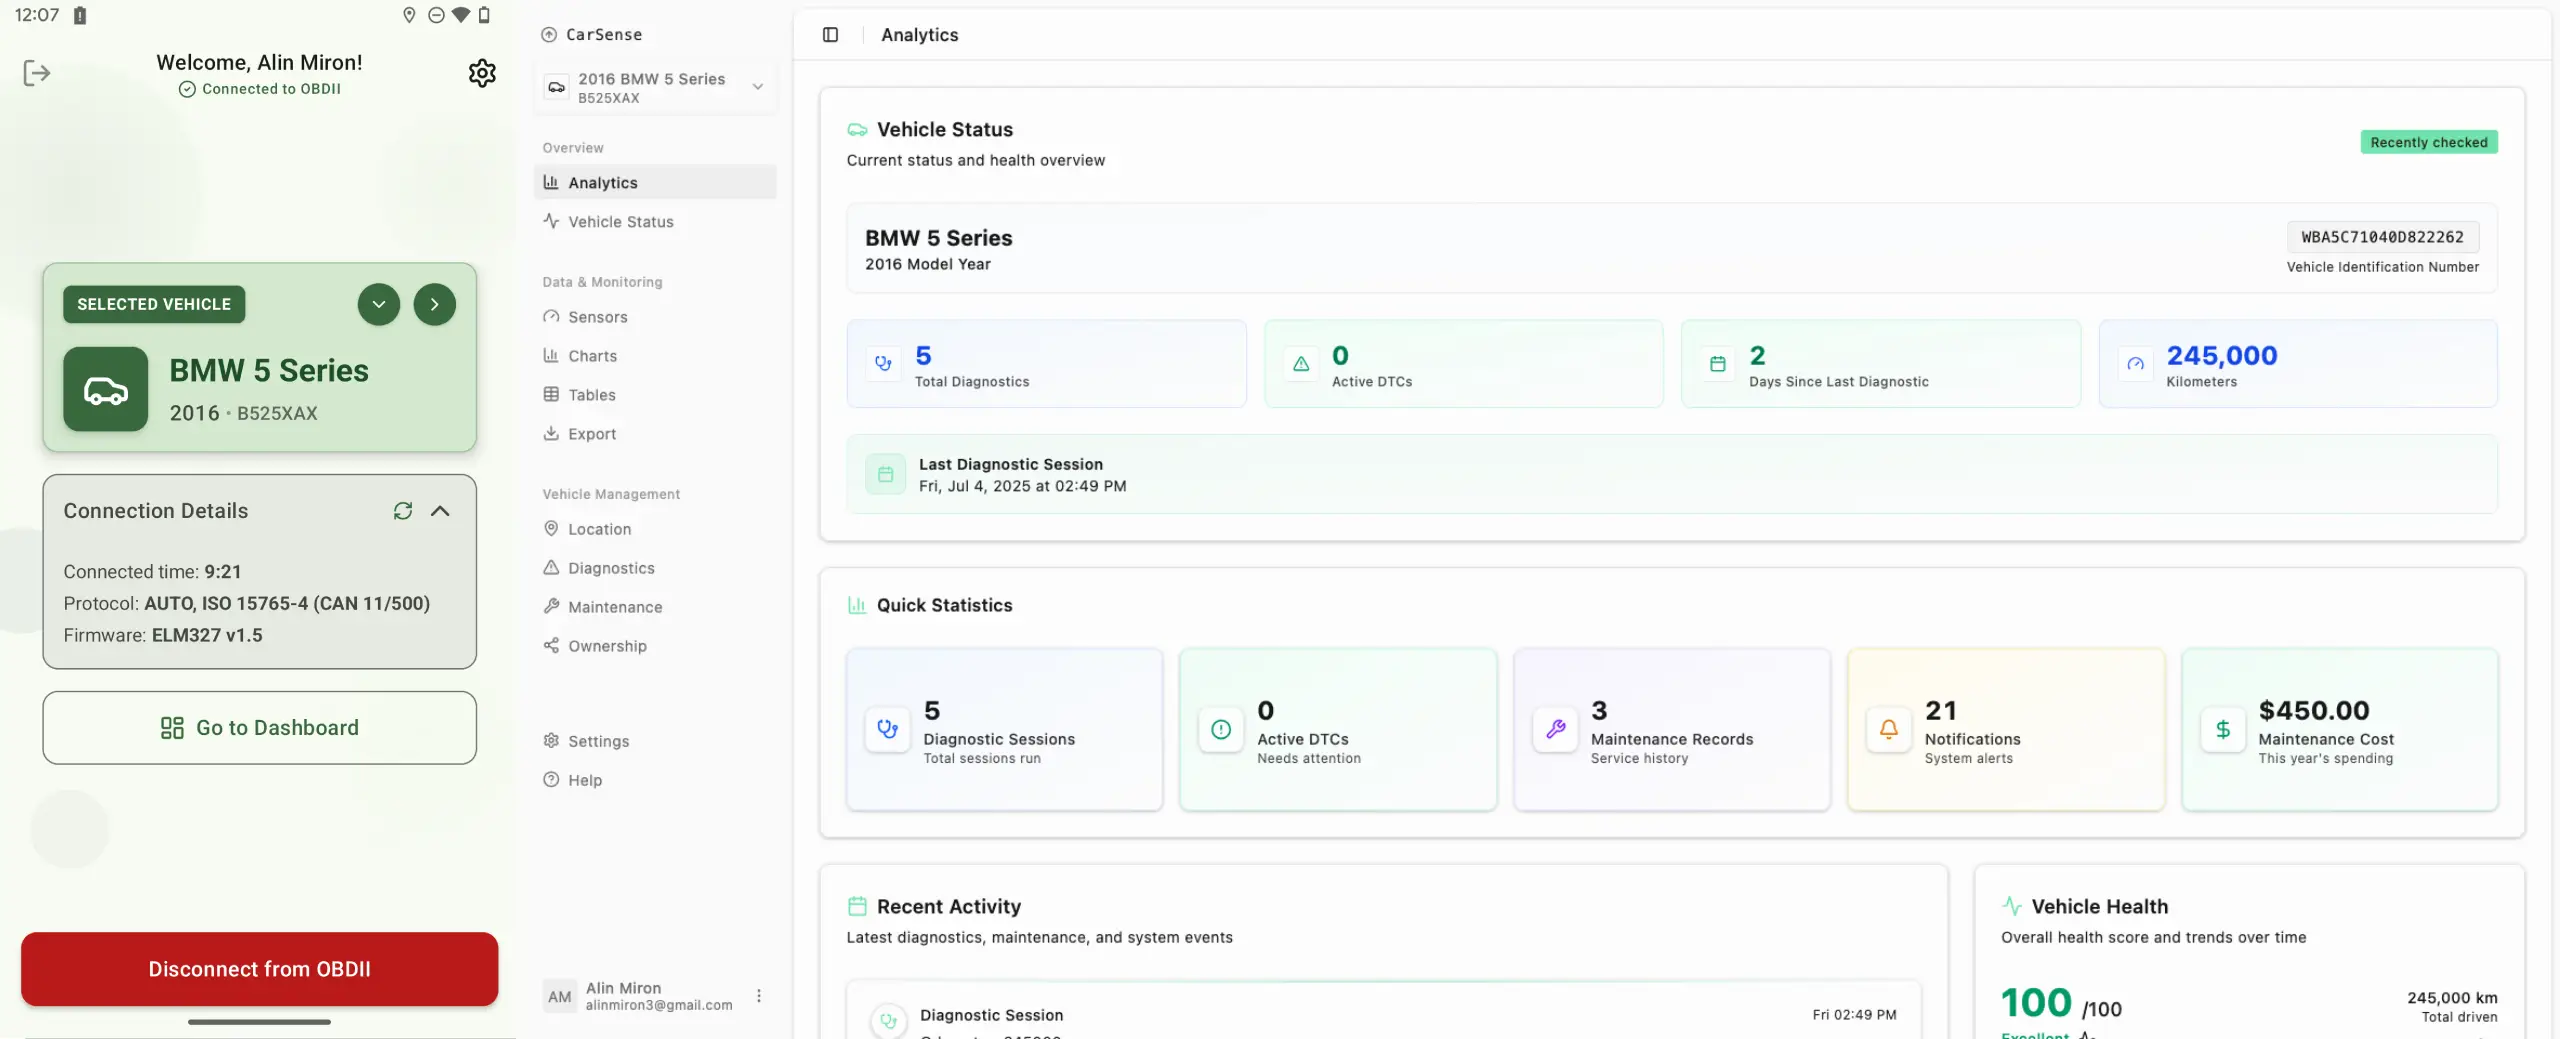 12:07
Welcome, Alin Miron!
Connected to OBDII
SELECTED VEHICLE
BMW 5 Series
2016 · B525XAX
Connection Details
Connected time: 9:21
Protocol: AUTO, ISO 15765-4 (CAN 11/500)
Firmware: ELM327 v1.5
Go to Dashboard
Disconnect from OBDII
CarSense
2016 BMW 5 Series
B525XAX
Overview
Analytics
Vehicle Status
Data & Monitoring
Sensors
Charts
Tables
Export
Vehicle Management
Location
Diagnostics
Maintenance
Ownership
Settings
Help
AM
Alin Miron
alinmiron3@gmail.com
Analytics
Vehicle Status
Current status and health overview
Recently checked
BMW 5 Series
2016 Model Year
WBA5C71040D822262
Vehicle Identification Number
5
Total Diagnostics
0
Active DTCs
2
Days Since Last Diagnostic
245,000
Kilometers
Last Diagnostic Session
Fri, Jul 4, 2025 at 02:49 PM
Quick Statistics
5
Diagnostic Sessions
Total sessions run
0
Active DTCs
Needs attention
3
Maintenance Records
Service history
21
Notifications
System alerts
$450.00
Maintenance Cost
This year's spending
Recent Activity
Latest diagnostics, maintenance, and system events
Diagnostic Session
Fri 02:49 PM
Vehicle Health
Overall health score and trends over time
100 /100
Excellent
245,000 km
Total driven